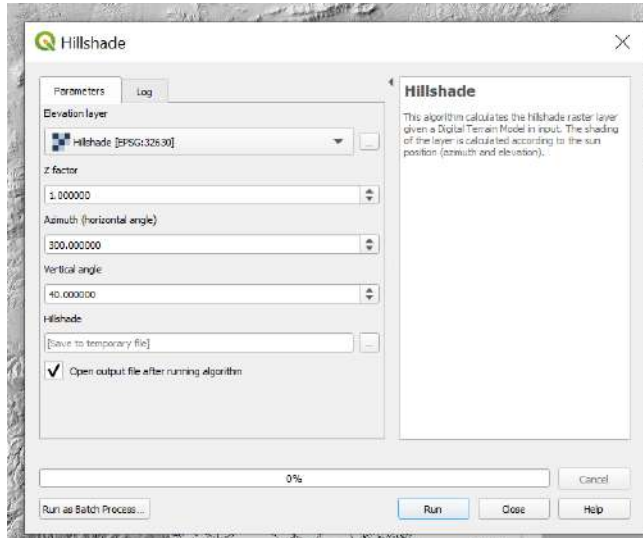 Hillshade
Parameters
Log
Elevation layer
Hillshade [EPSG:32630]
...
Z factor
1.000000
Azimuth (horizontal angle)
300.000000
Vertical angle
40.000000
Hillshade
[Save to temporary file]
...
Open output file after running algorithm
Hillshade
This algorithm calculates the hillshade raster layer
given a Digital Terrain Model in input. The shading
of the layer is calculated according to the sun
position (azimuth and elevation).
0%
Cancel
Run as Batch Process...
Run
Close
Help